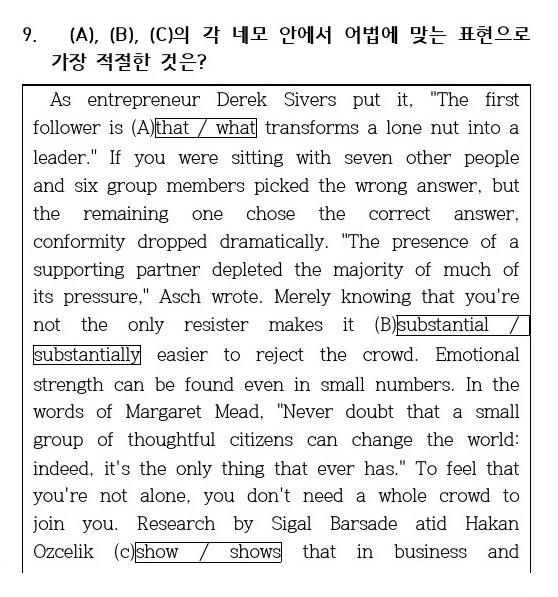 9. (A), (B), (C)의 각 네모 안에서 어법에 맞는 표현으로
가장 적절한 것은?
As entrepreneur Derek Sivers put it, "The first
follower is (A)that / what transforms a lone nut into a
leader." If you were sitting with seven other people
and six group members picked the wrong answer, but
the remaining one chose the correct answer,
conformity dropped dramatically. "The presence of a
supporting partner depleted the majority of much of
its pressure," Asch wrote. Merely knowing that you're
not the only resister makes it (B)substantial /
substantially easier to reject the crowd. Emotional
strength can be found even in small numbers. In the
words of Margaret Mead, "Never doubt that a small
group of thoughtful citizens can change the world:
indeed, it's the only thing that ever has." To feel that
you're not alone, you don't need a whole crowd to
join you. Research by Sigal Barsade atid Hakan
Ozcelik (c)show / shows that in business and